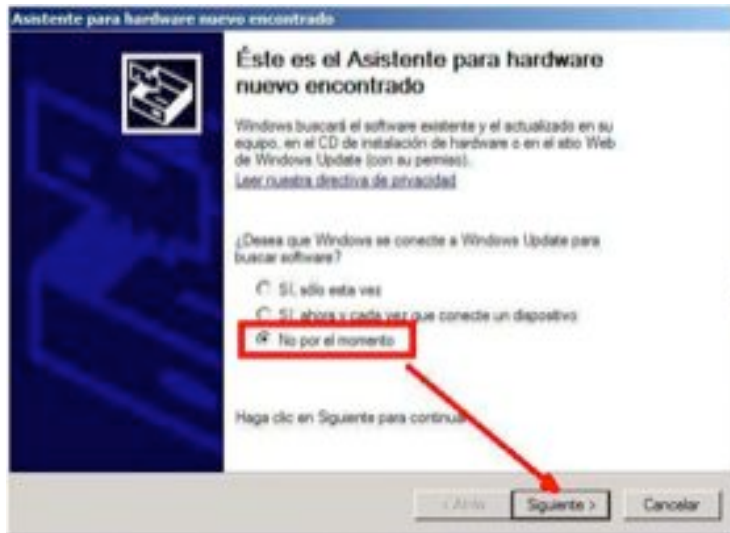 Asistente para hardware nuevo encontrado
Éste es el Asistente para hardware
nuevo encontrado
Windows buscará el software existente y el actualizado en su
equipo, en el CD de instalación de hardware o en el sitio Web
de Windows Update (con su permiso).
Leer nuestra directiva de privacidad
¿Desea que Windows se conecte a Windows Update para
buscar software?
Sí, sólo esta vez
Sí, ahora y cada vez que conecte un dispositivo
No por el momento
Haga clic en Siguiente para continuar
< Atrás
Siguiente >
Cancelar